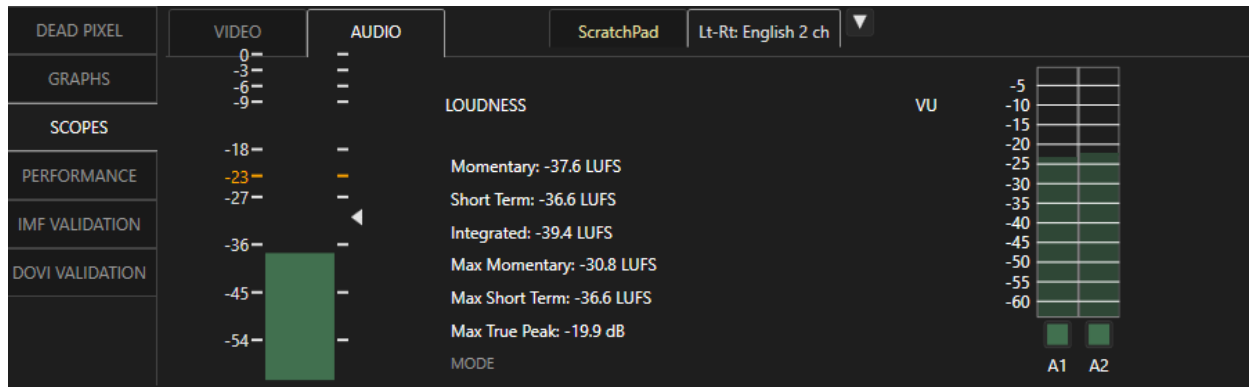 DEAD PIXEL
GRAPHS
SCOPES
PERFORMANCE
IMF VALIDATION
DOVI VALIDATION
VIDEO
AUDIO
ScratchPad
Lt-Rt: English 2 ch
0
-3
-6
-9
-18
-23
-27
-36
-45
-54
LOUDNESS
Momentary: -37.6 LUFS
Short Term: -36.6 LUFS
Integrated: -39.4 LUFS
Max Momentary: -30.8 LUFS
Max Short Term: -36.6 LUFS
Max True Peak: -19.9 dB
MODE
VU
-5
-10
-15
-20
-25
-30
-35
-40
-45
-50
-55
-60
A1 A2